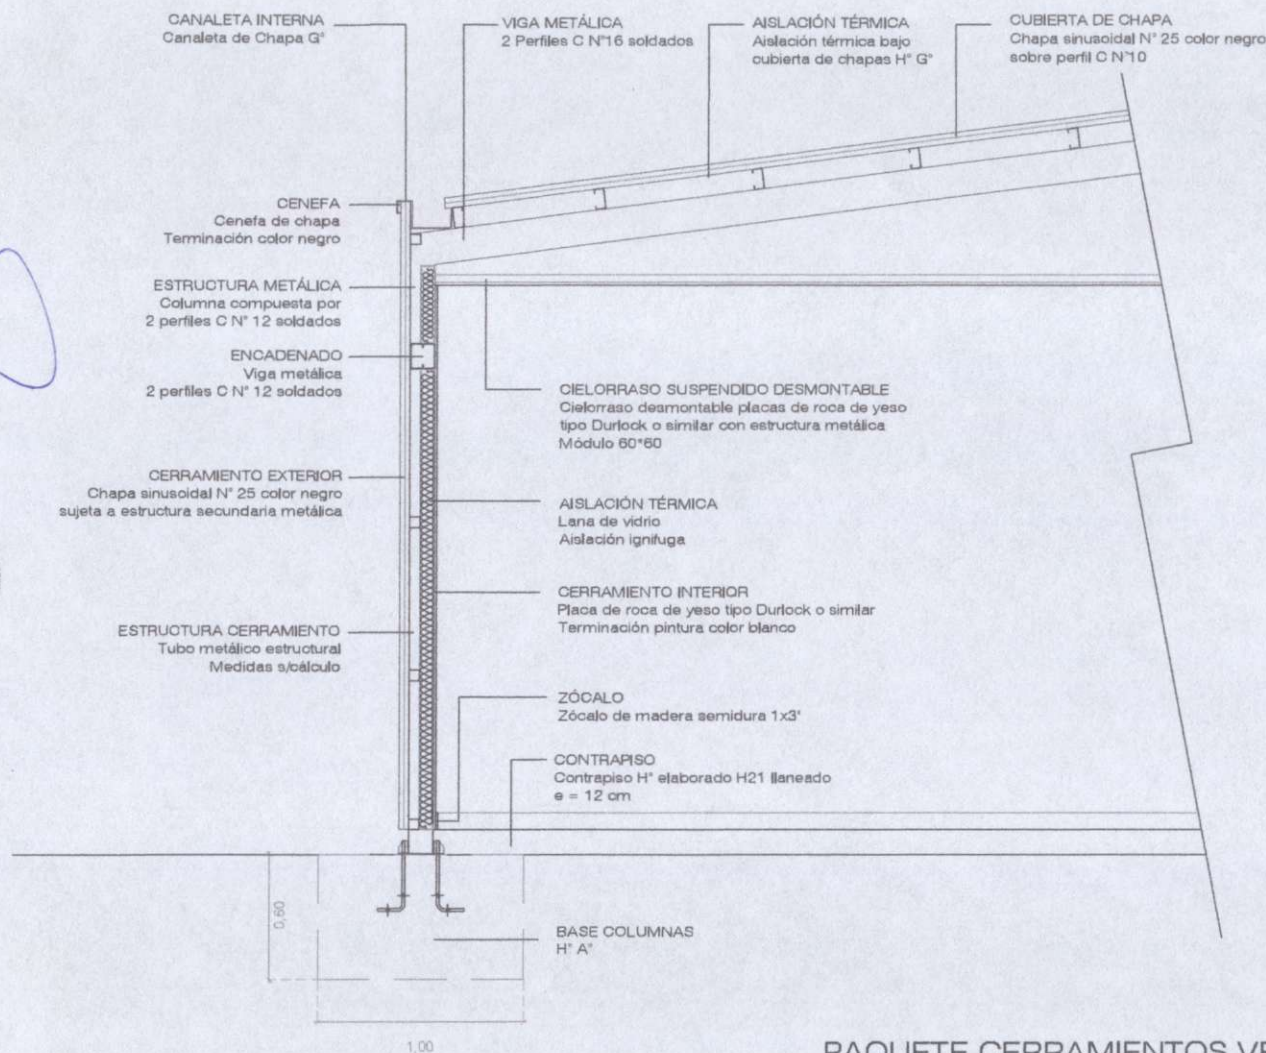 CANALETA INTERNA
Canaleta de Chapa G°
VIGA METÁLICA
2 Perfiles C N°16 soldados
AISLACIÓN TÉRMICA
Aislación térmica bajo
cubierta de chapas H° G°
CUBIERTA DE CHAPA
Chapa sinusoidal N° 25 color negro
sobre perfil C N°10
CENEFA
Cenefa de chapa
Terminación color negro
ESTRUCTURA METÁLICA
Columna compuesta por
2 perfiles C N° 12 soldados
ENCADENADO
Viga metálica
2 perfiles C N° 12 soldados
CIELORRASO SUSPENDIDO DESMONTABLE
Cielorraso desmontable placas de roca de yeso
tipo Durlock o similar con estructura metálica
Módulo 60*60
CERRAMIENTO EXTERIOR
Chapa sinusoidal N° 25 color negro
sujeta a estructura secundaria metálica
AISLACIÓN TÉRMICA
Lana de vidrio
Aislación ignifuga
CERRAMIENTO INTERIOR
Placa de roca de yeso tipo Durlock o similar
Terminación pintura color blanco
ESTRUCTURA CERRAMIENTO
Tubo metálico estructural
Medidas s/cálculo
ZÓCALO
Zócalo de madera semidura 1x3"
CONTRAPISO
Contrapiso H° elaborado H21 llaneado
e = 12 cm
0,60
BASE COLUMNAS
H° A°
1,00
PAQUETE CERRAMIENTOS VE